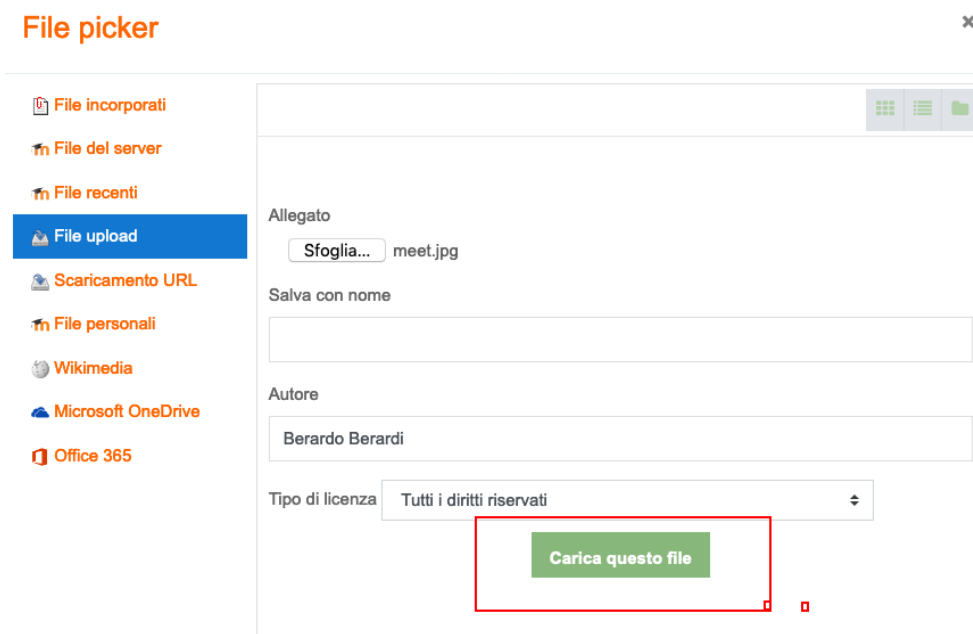 File picker
File incorporati
File del server
File recenti
File upload
Scaricamento URL
File personali
Wikimedia
Microsoft OneDrive
Office 365
Allegato
Sfoglia... meet.jpg
Salva con nome
Autore
Berardo Berardi
Tipo di licenza Tutti i diritti riservati
Carica questo file